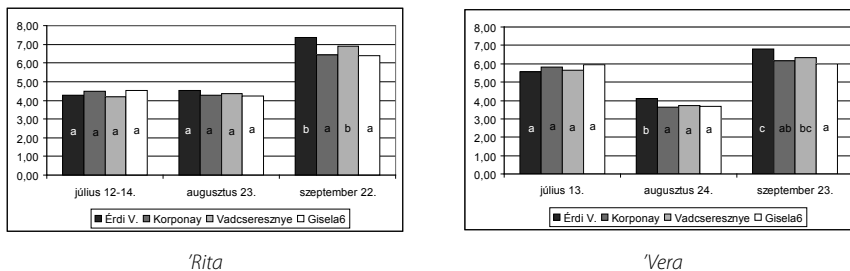 8,00
7,00
6,00
5,00
4,00
3,00
2,00
1,00
0,00
a a a a
a a a a
b a b a
július 12-14. augusztus 23. szeptember 22.
Érdi V. Korponay Vadcseresznye Gisela6
'Rita
8,00
7,00
6,00
5,00
4,00
3,00
2,00
1,00
0,00
a a a a
b a a a
c ab bc a
július 13. augusztus 24. szeptember 23.
Érdi V. Korponay Vadcseresznye Gisela6
'Vera